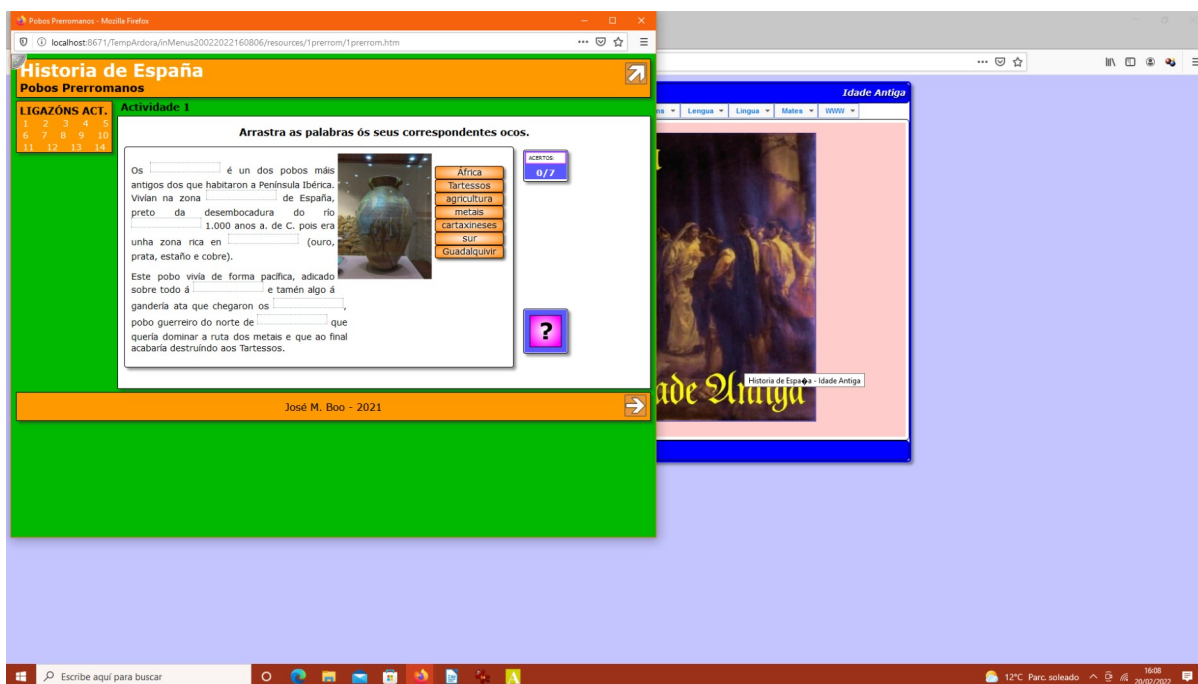 Pobos Prerromanos - Mozilla Firefox
localhost:8671/TempArdora/inMenus20022022160806/resources/1prerrom/1prerrom.htm
Historia de España
Pobos Prerromanos
LIGAZÓNS ACT.
1 2 3 4 5
6 7 8 9 10
11 12 13 14
Actividade 1
Arrastra as palabras ós seus correspondentes ocos.
Os é un dos pobos máis
antigos dos que habitaron a Península Ibérica.
Vivían na zona de España,
preto da desembocadura do río
1.000 anos a. de C. pois era
unha zona rica en (ouro,
prata, estaño e cobre).
Este pobo vivía de forma pacífica, adicado
sobre todo á e tamén algo á
gandería ata que chegaron os ,
pobo guerreiro do norte de que
quería dominar a ruta dos metais e que ao final
acabaría destruíndo aos Tartessos.
África
Tartessos
agricultura
metais
cartaxineses
sur
Guadalquivir
ACERTOS:
0/7
?
José M. Boo - 2021
Idade Antiga
Lengua Lingua Mates WWW
ade Antiga
Historia de Espa�a - Idade Antiga
Escribe aquí para buscar
12°C Parc. soleado
16:08
20/02/2022